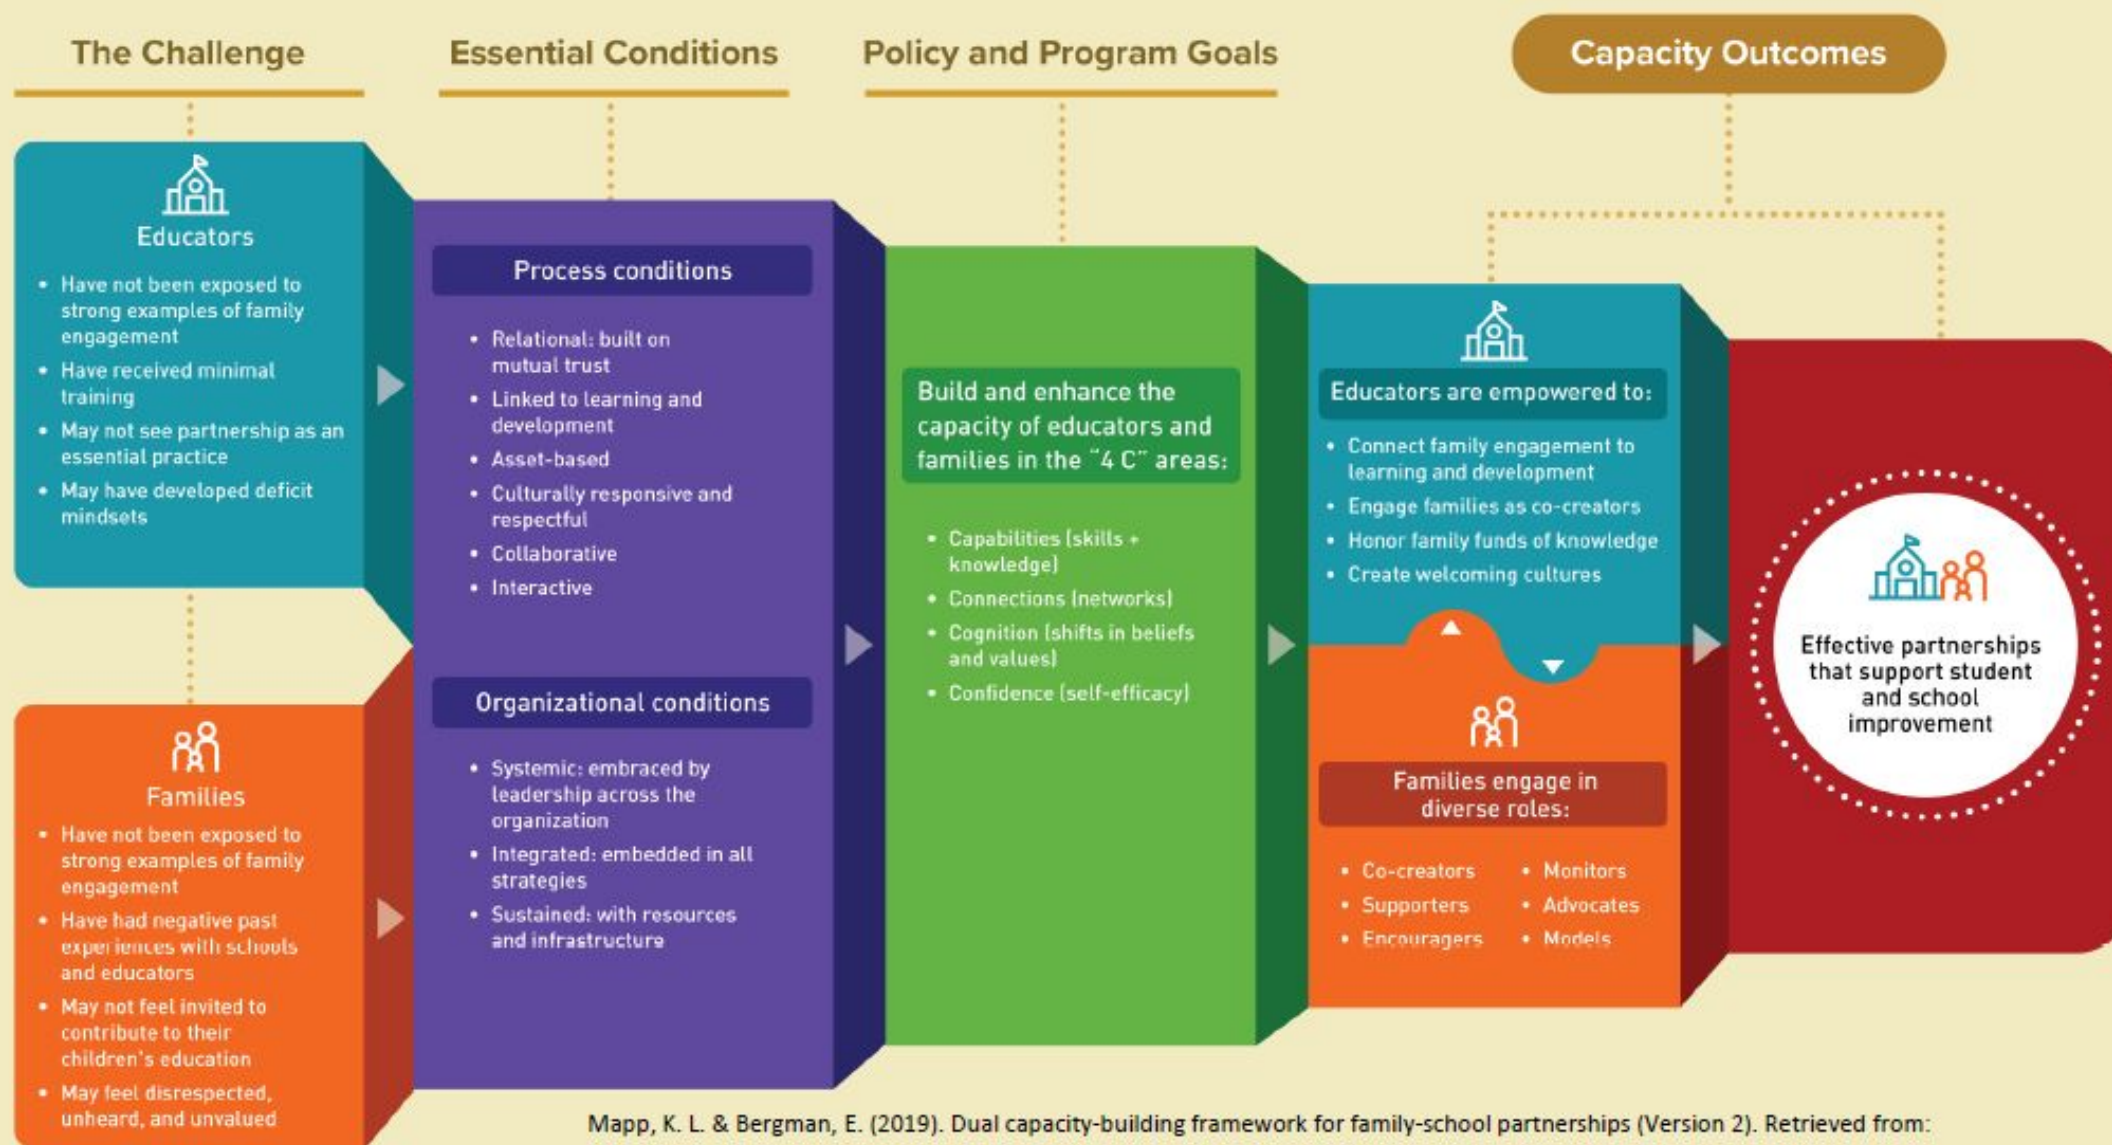 The Challenge
Essential Conditions
Policy and Program Goals
Capacity Outcomes
Educators
• Have not been exposed to
strong examples of family
engagement
• Have received minimal
training
• May not see partnership as an
essential practice
• May have developed deficit
mindsets
Families
• Have not been exposed to
strong examples of family
engagement
• Have had negative past
experiences with schools
and educators
• May not feel invited to
contribute to their
children's education
• May feel disrespected,
unheard, and unvalued
Process conditions
• Relational: built on
mutual trust
• Linked to learning and
development
• Asset-based
• Culturally responsive and
respectful
• Collaborative
• Interactive
Organizational conditions
• Systemic: embraced by
leadership across the
organization
• Integrated: embedded in all
strategies
• Sustained: with resources
and infrastructure
Build and enhance the
capacity of educators and
families in the "4 C" areas:
• Capabilities (skills +
knowledge)
• Connections (networks)
• Cognition (shifts in beliefs
and values)
• Confidence (self-efficacy)
Educators are empowered to:
• Connect family engagement to
learning and development
• Engage families as co-creators
• Honor family funds of knowledge
• Create welcoming cultures
Families engage in
diverse roles:
• Co-creators
• Supporters
• Encouragers
• Monitors
• Advocates
• Models
Effective partnerships
that support student
and school
improvement
Mapp, K. L. & Bergman, E. (2019). Dual capacity-building framework for family-school partnerships (Version 2). Retrieved from: